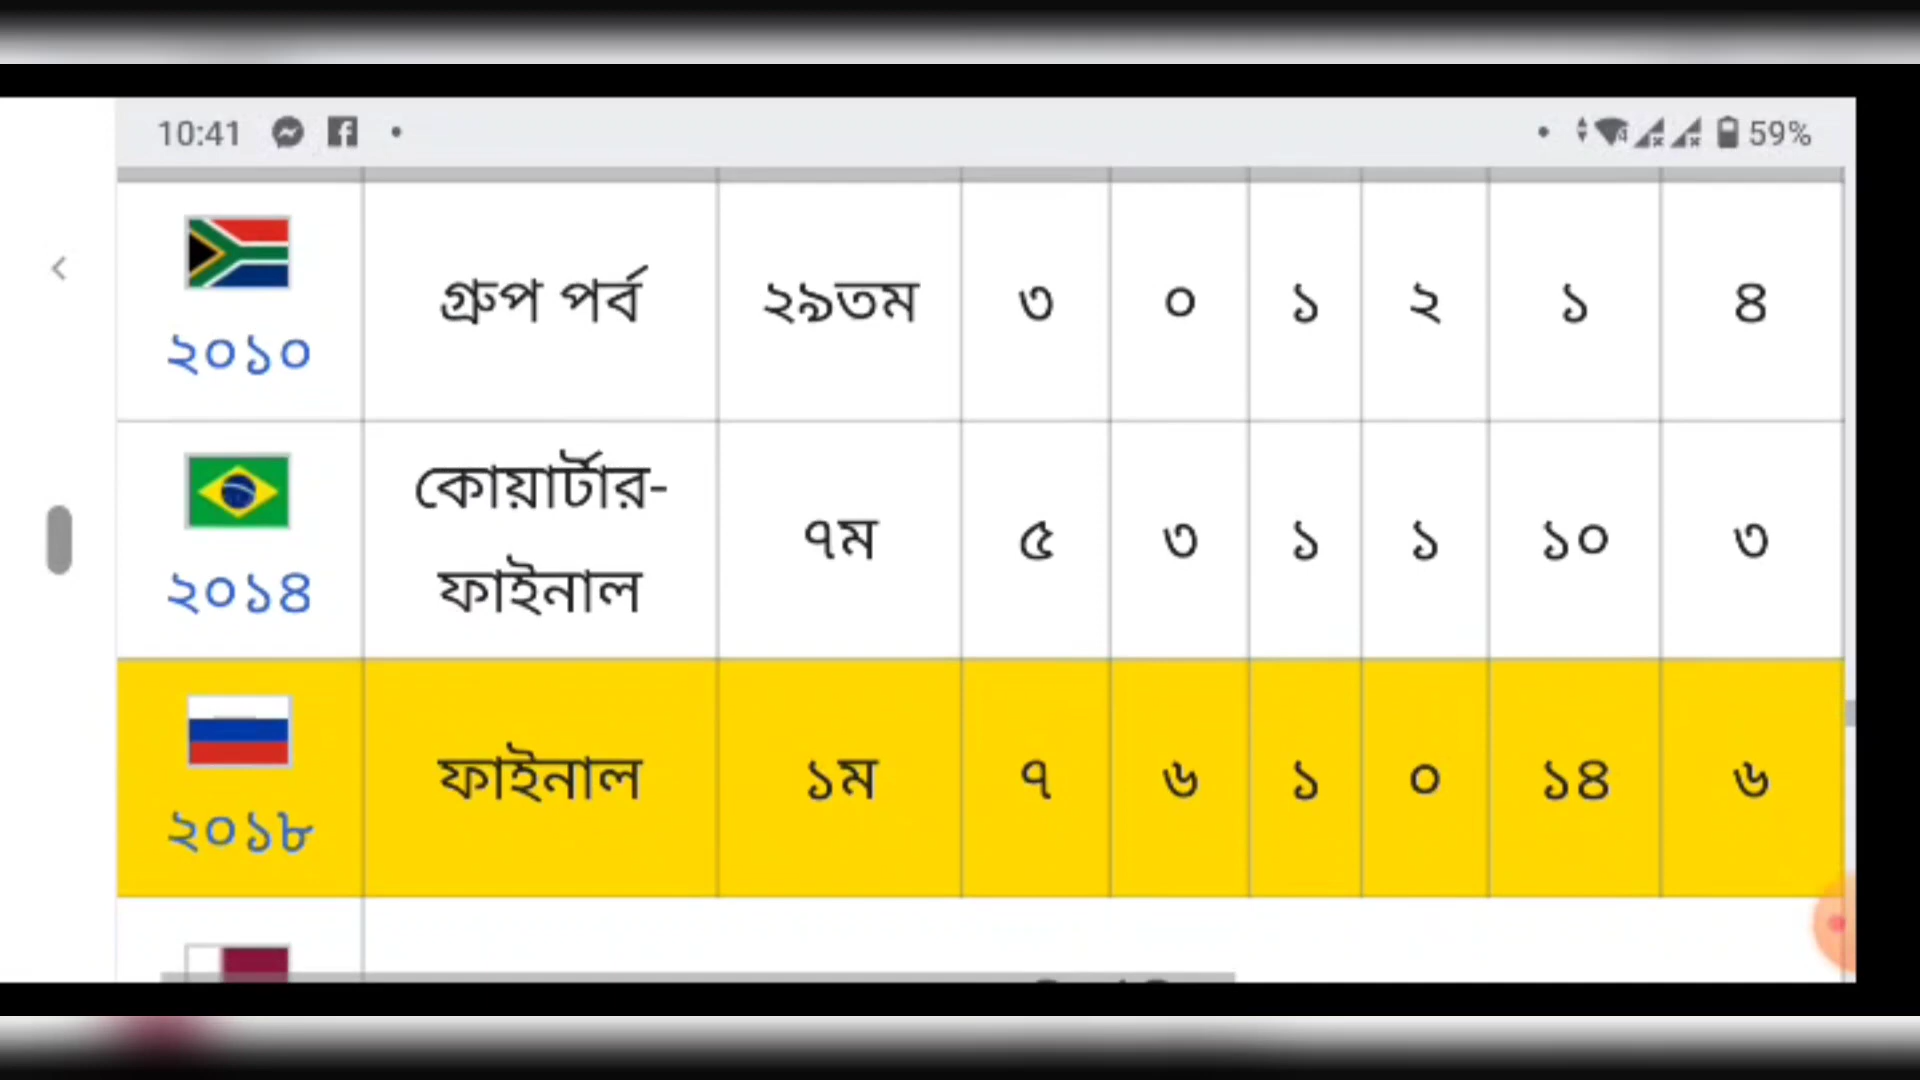 10:41 59%
গ্রুপ পর্ব ২৯তম ৩ ০ ১ ২ ১ ৪
২০১০
কোয়ার্টার-
ফাইনাল ৭ম ৫ ৩ ১ ১ ১০ ৩
২০১৪
ফাইনাল ১ম ৭ ৬ ১ ০ ১৪ ৬
২০১৮